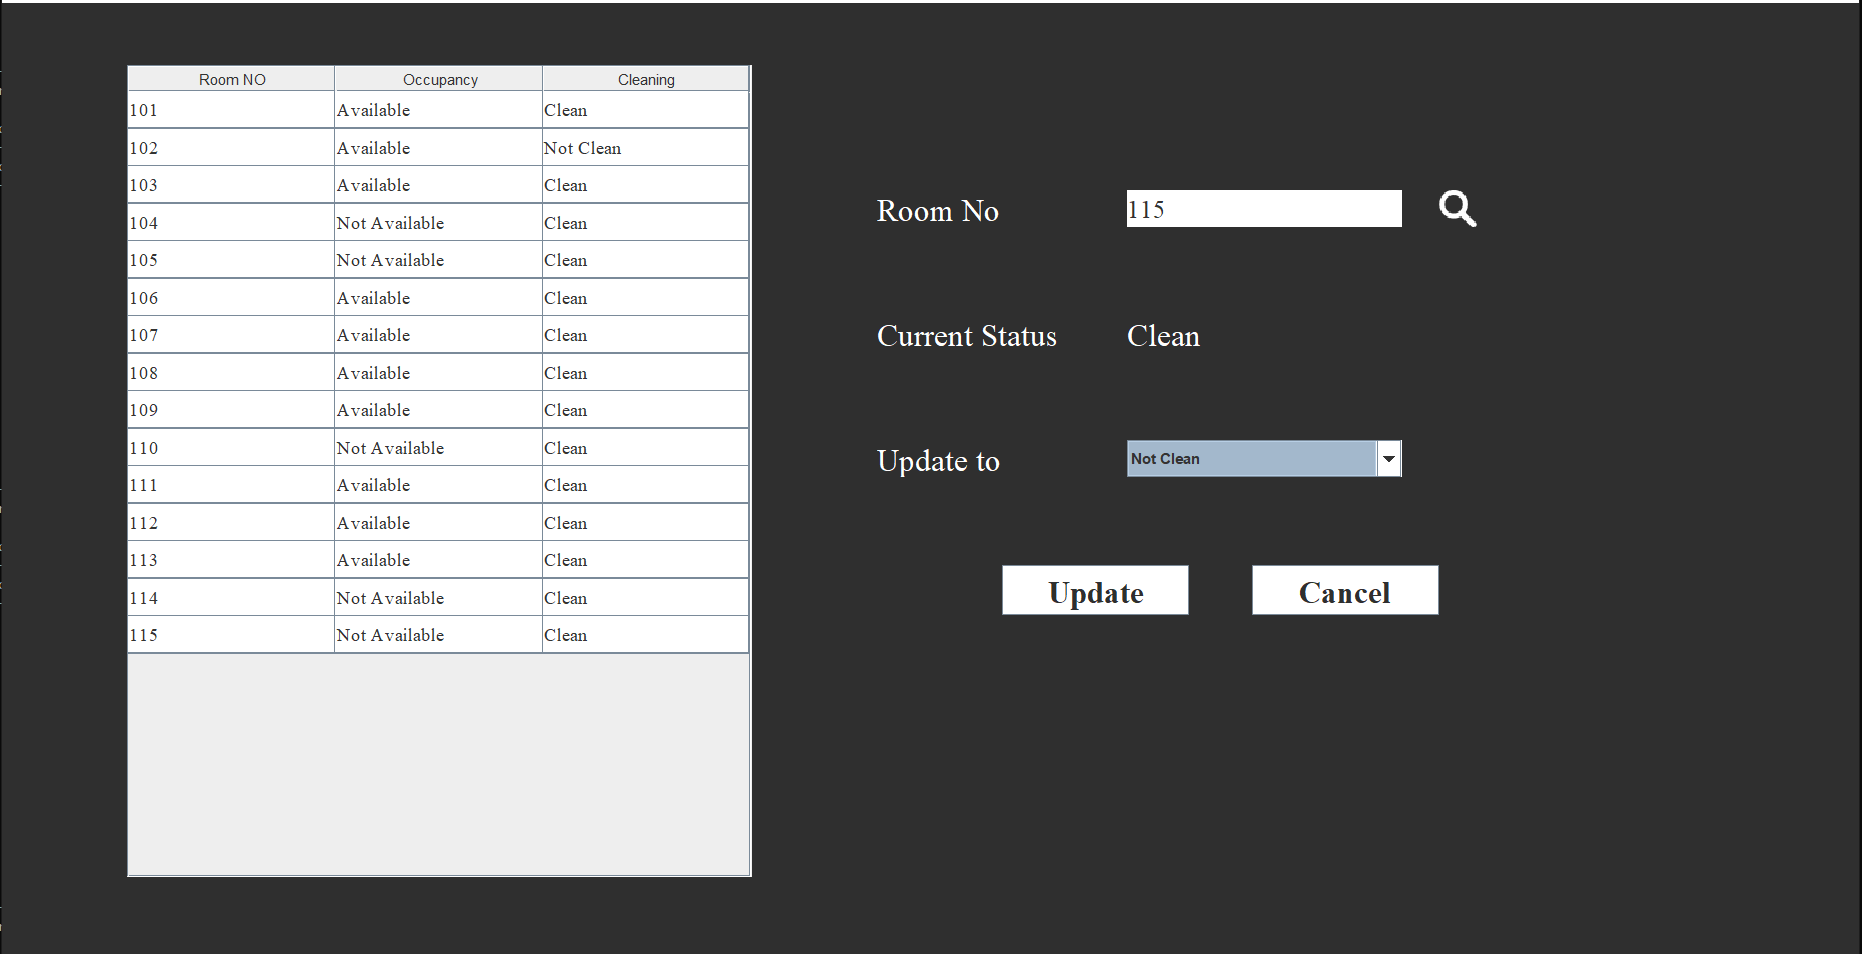 Room NO Occupancy Cleaning
101 Available Clean
102 Available Not Clean
103 Available Clean
104 Not Available Clean
105 Not Available Clean
106 Available Clean
107 Available Clean
108 Available Clean
109 Available Clean
110 Not Available Clean
111 Available Clean
112 Available Clean
113 Available Clean
114 Not Available Clean
115 Not Available Clean
Room No 115
Current Status Clean
Update to Not Clean
Update Cancel